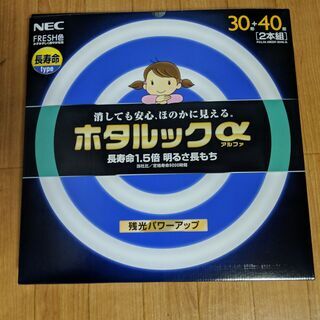 NEC
30形+40形
[2本組]
FRESH色
長寿命
type
消しても安心、ほのかに見える。
ホタルックα
アルファ
長寿命1.5倍 明るさ長もち
残光パワーアップ